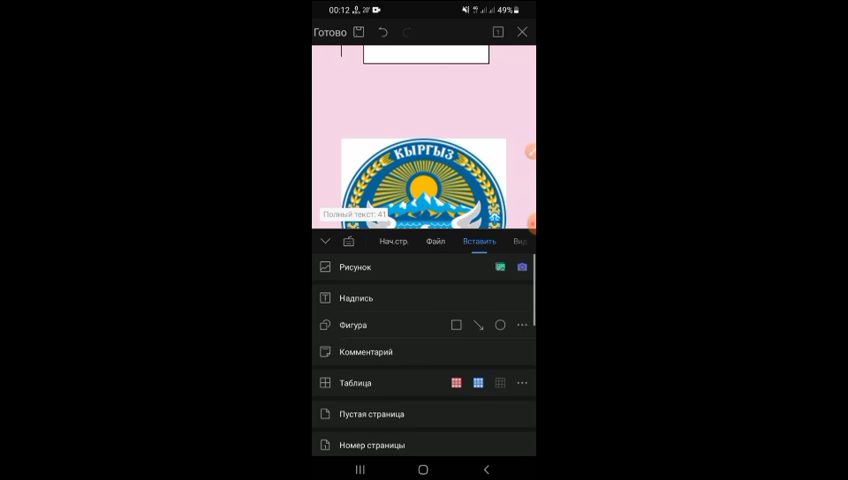 00:12 49%
Готово 1
КЫРГЫЗ
Полный текст: 41
Нач.стр. Файл Вставить Вид
Рисунок
Надпись
Фигура
Комментарий
Таблица
Пустая страница
Номер страницы